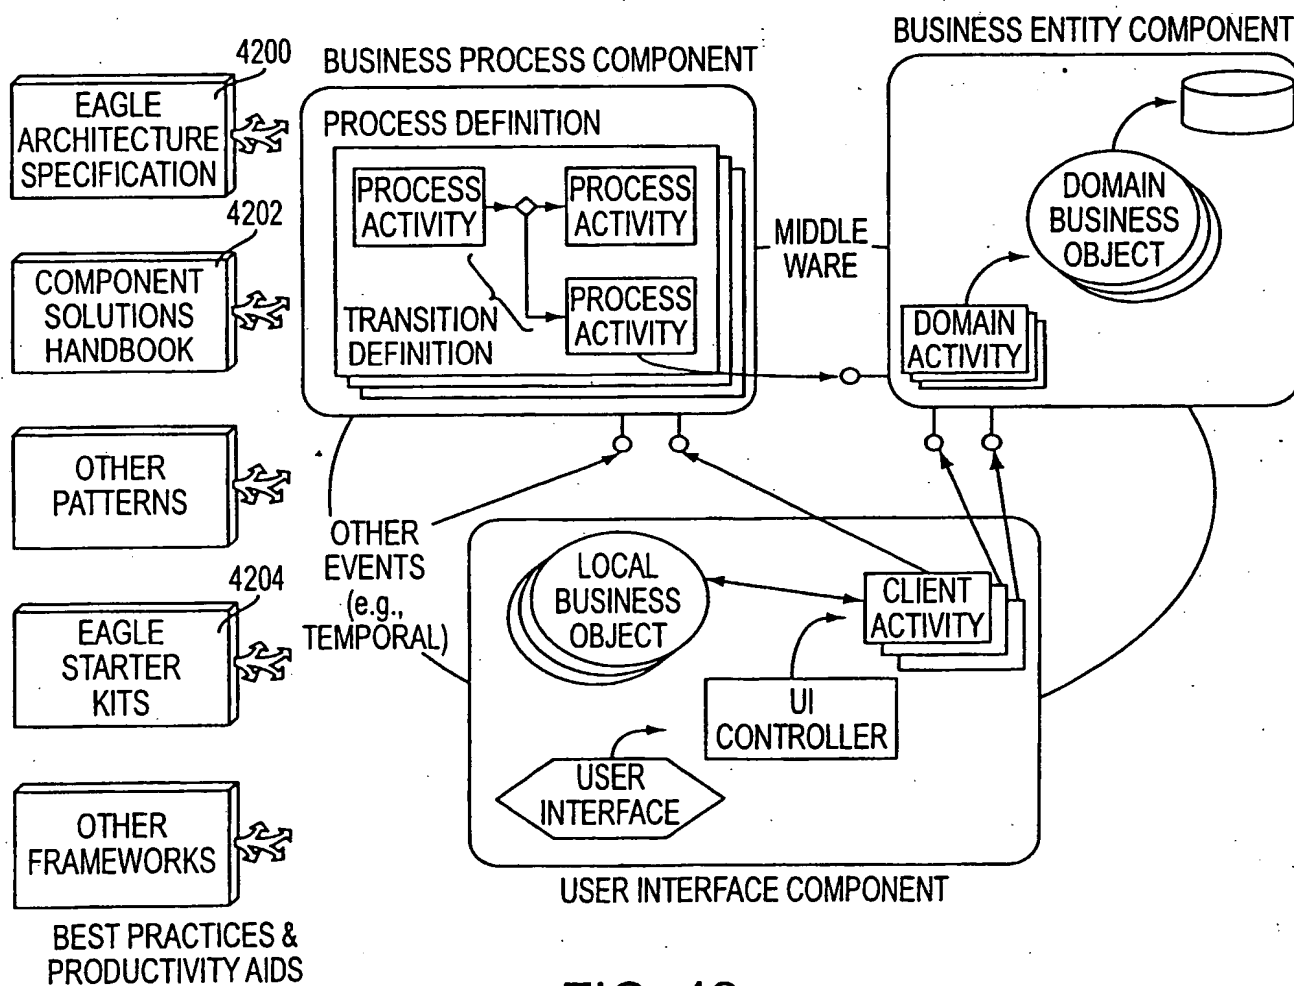 4200
EAGLE
ARCHITECTURE
SPECIFICATION
4202
COMPONENT
SOLUTIONS
HANDBOOK
OTHER
PATTERNS
4204
EAGLE
STARTER
KITS
OTHER
FRAMEWORKS
BEST PRACTICES &
PRODUCTIVITY AIDS
BUSINESS PROCESS COMPONENT
PROCESS DEFINITION
PROCESS
ACTIVITY
PROCESS
ACTIVITY
PROCESS
ACTIVITY
TRANSITION
DEFINITION
MIDDLE
WARE
BUSINESS ENTITY COMPONENT
DOMAIN
BUSINESS
OBJECT
DOMAIN
ACTIVITY
OTHER
EVENTS
(e.g.,
TEMPORAL)
LOCAL
BUSINESS
OBJECT
CLIENT
ACTIVITY
UI
CONTROLLER
USER
INTERFACE
USER INTERFACE COMPONENT